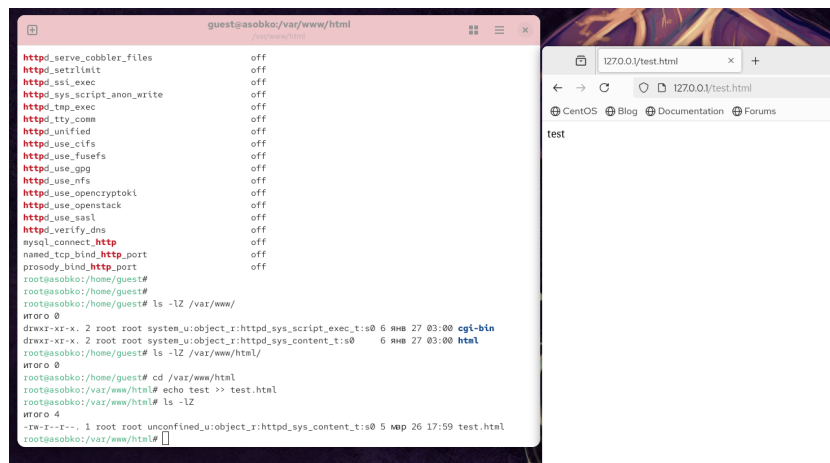 guest@asobko:/var/www/html
/var/www/html
httpd_serve_cobbler_files off
httpd_setrlimit off
httpd_ssi_exec off
httpd_sys_script_anon_write off
httpd_tmp_exec off
httpd_tty_comm off
httpd_unified off
httpd_use_cifs off
httpd_use_fusefs off
httpd_use_gpg off
httpd_use_nfs off
httpd_use_opencryptoki off
httpd_use_openstack off
httpd_use_sasl off
httpd_verify_dns off
mysql_connect_http off
named_tcp_bind_http_port off
prosody_bind_http_port off
root@asobko:/home/guest#
root@asobko:/home/guest#
root@asobko:/home/guest# ls -lZ /var/www/
итого 0
drwxr-xr-x. 2 root root system_u:object_r:httpd_sys_script_exec_t:s0 6 янв 27 03:00 cgi-bin
drwxr-xr-x. 2 root root system_u:object_r:httpd_sys_content_t:s0 6 янв 27 03:00 html
root@asobko:/home/guest# ls -lZ /var/www/html/
итого 0
root@asobko:/home/guest# cd /var/www/html
root@asobko:/var/www/html# echo test >> test.html
root@asobko:/var/www/html# ls -lZ
итого 4
-rw-r--r--. 1 root root unconfined_u:object_r:httpd_sys_content_t:s0 5 мар 26 17:59 test.html
root@asobko:/var/www/html#
127.0.0.1/test.html
127.0.0.1/test.html
CentOS Blog Documentation Forums
test